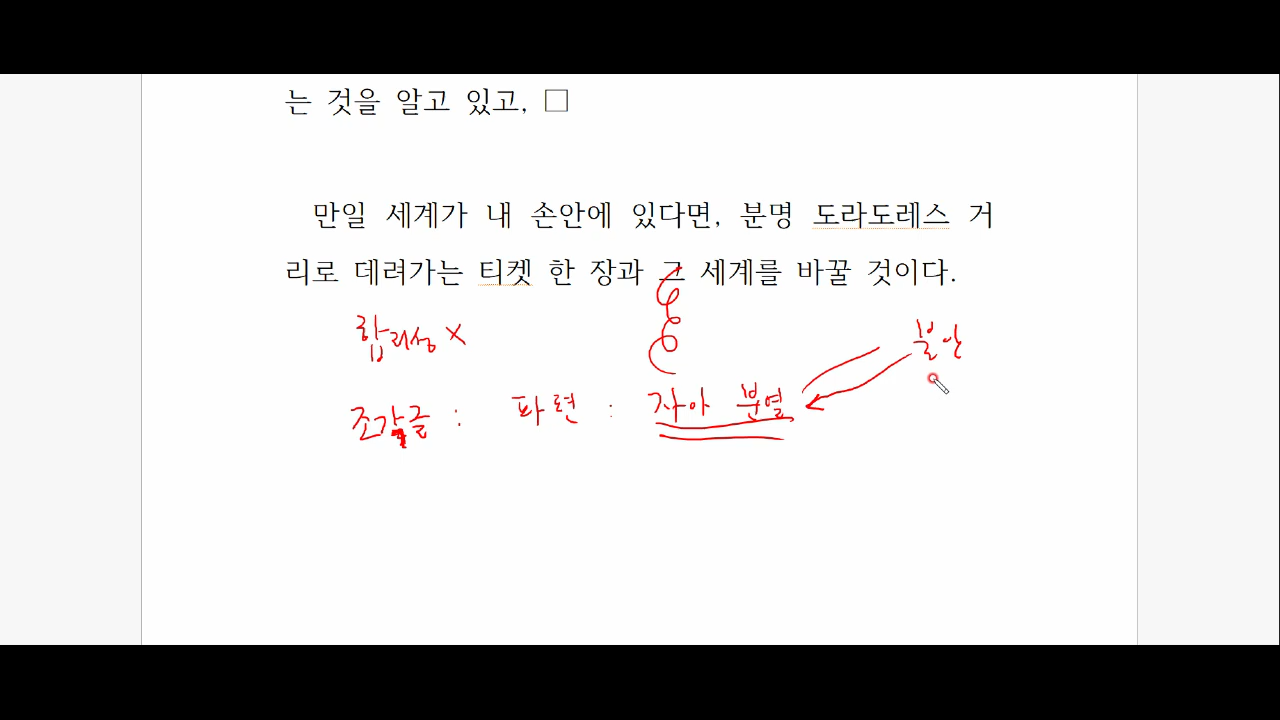 는 것을 알고 있고, □
만일 세계가 내 손안에 있다면, 분명 도라도레스 거
리로 데려가는 티켓 한 장과 그 세계를 바꿀 것이다.
합리성 X
불안
조각글 : 파편 : 자아 분열